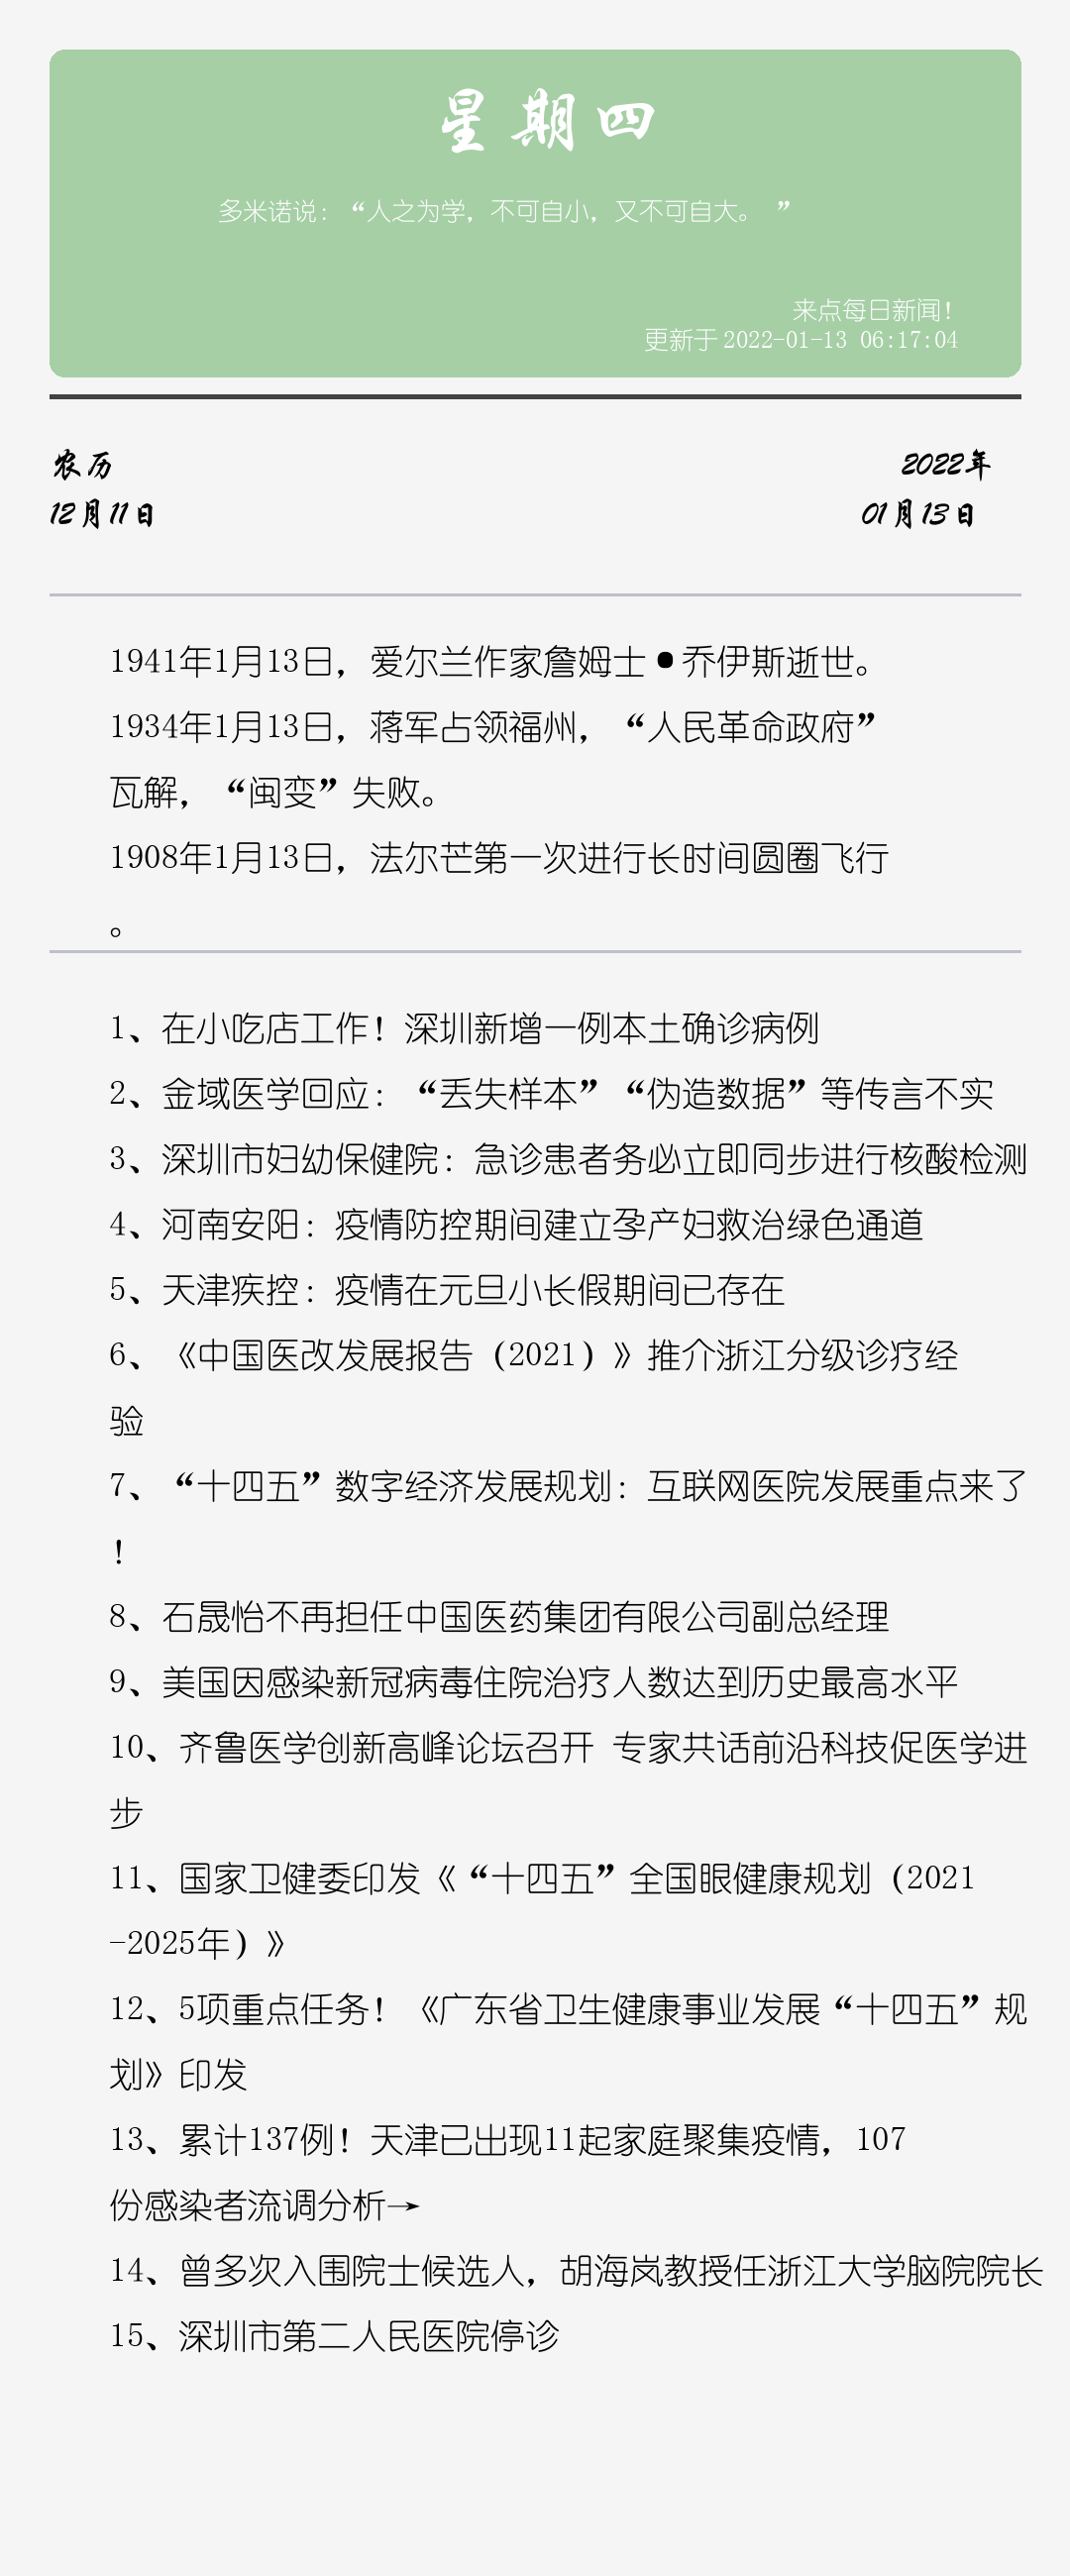 星期四
多米诺说：“人之为学，不可自小，又不可自大。 ”
来点每日新闻！
更新于2022-01-13 06:17:04
农历
12月11日
2022年
01月13日
1941年1月13日，爱尔兰作家詹姆士•乔伊斯逝世。
1934年1月13日，蒋军占领福州，“人民革命政府”
瓦解，“闽变”失败。
1908年1月13日，法尔芒第一次进行长时间圆圈飞行
。
1、在小吃店工作！深圳新增一例本土确诊病例
2、金域医学回应：“丢失样本”“伪造数据”等传言不实
3、深圳市妇幼保健院：急诊患者务必立即同步进行核酸检测
4、河南安阳：疫情防控期间建立孕产妇救治绿色通道
5、天津疾控：疫情在元旦小长假期间已存在
6、《中国医改发展报告（2021）》推介浙江分级诊疗经
验
7、“十四五”数字经济发展规划：互联网医院发展重点来了
！
8、石晟怡不再担任中国医药集团有限公司副总经理
9、美国因感染新冠病毒住院治疗人数达到历史最高水平
10、齐鲁医学创新高峰论坛召开 专家共话前沿科技促医学进
步
11、国家卫健委印发《“十四五”全国眼健康规划（2021
-2025年）》
12、5项重点任务！《广东省卫生健康事业发展“十四五”规
划》印发
13、累计137例！天津已出现11起家庭聚集疫情，107
份感染者流调分析→
14、曾多次入围院士候选人，胡海岚教授任浙江大学脑院院长
15、深圳市第二人民医院停诊